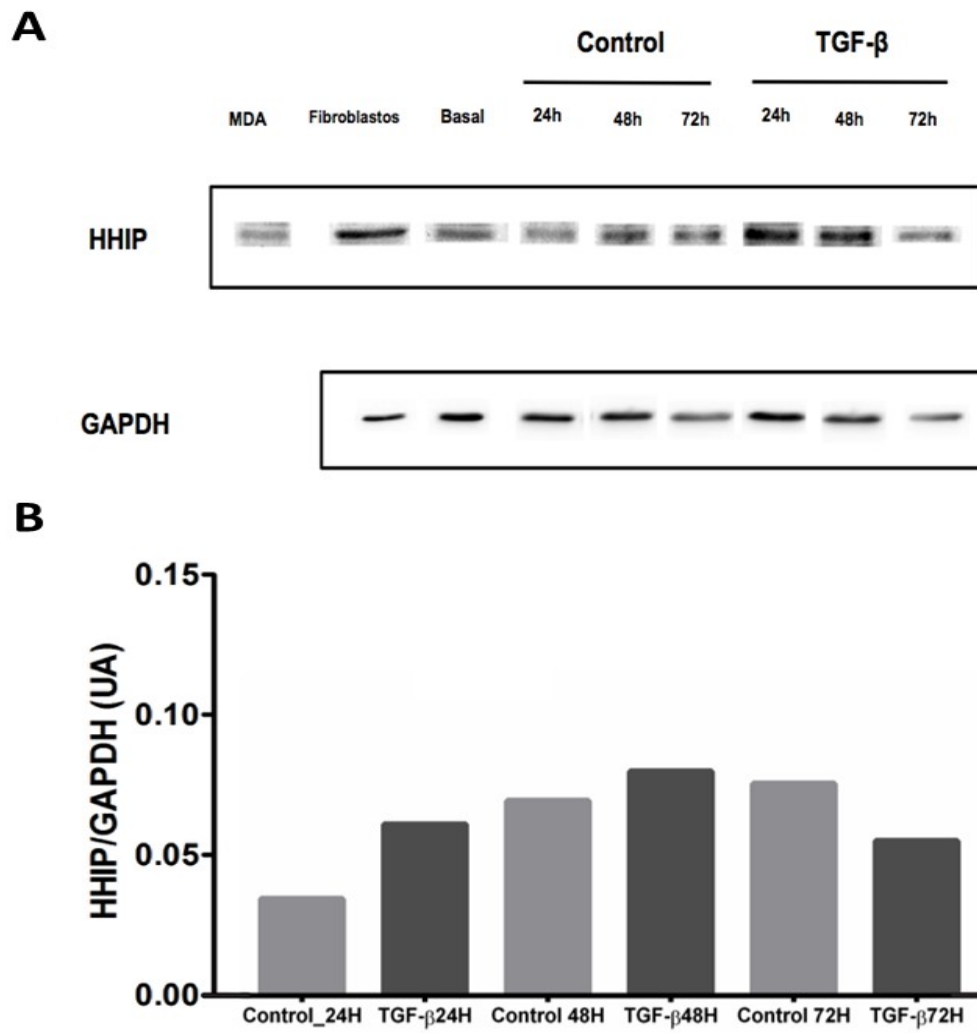 A
Control TGF-β
MDA Fibroblastos Basal 24h 48h 72h 24h 48h 72h
HHIP
GAPDH
B
HHIP/GAPDH (UA)
0.15
0.10
0.05
0.00
Control_24H TGF-β24H Control 48H TGF-β48H Control 72H TGF-β72H